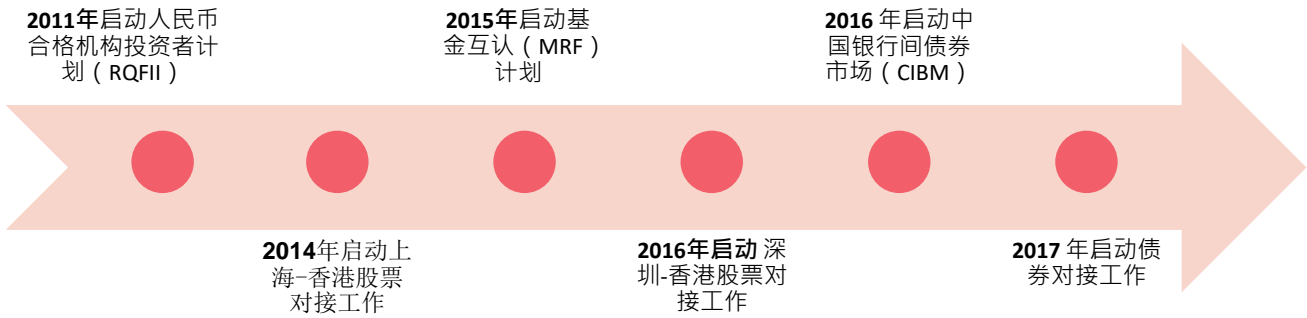 2011年启动人民币
合格机构投资者计
划（RQFII）
2014年启动上
海-香港股票
对接工作
2015年启动基
金互认（MRF）
计划
2016年启动 深
圳-香港股票对
接工作
2016 年启动中
国银行间债券
市场（CIBM）
2017 年启动债
券对接工作